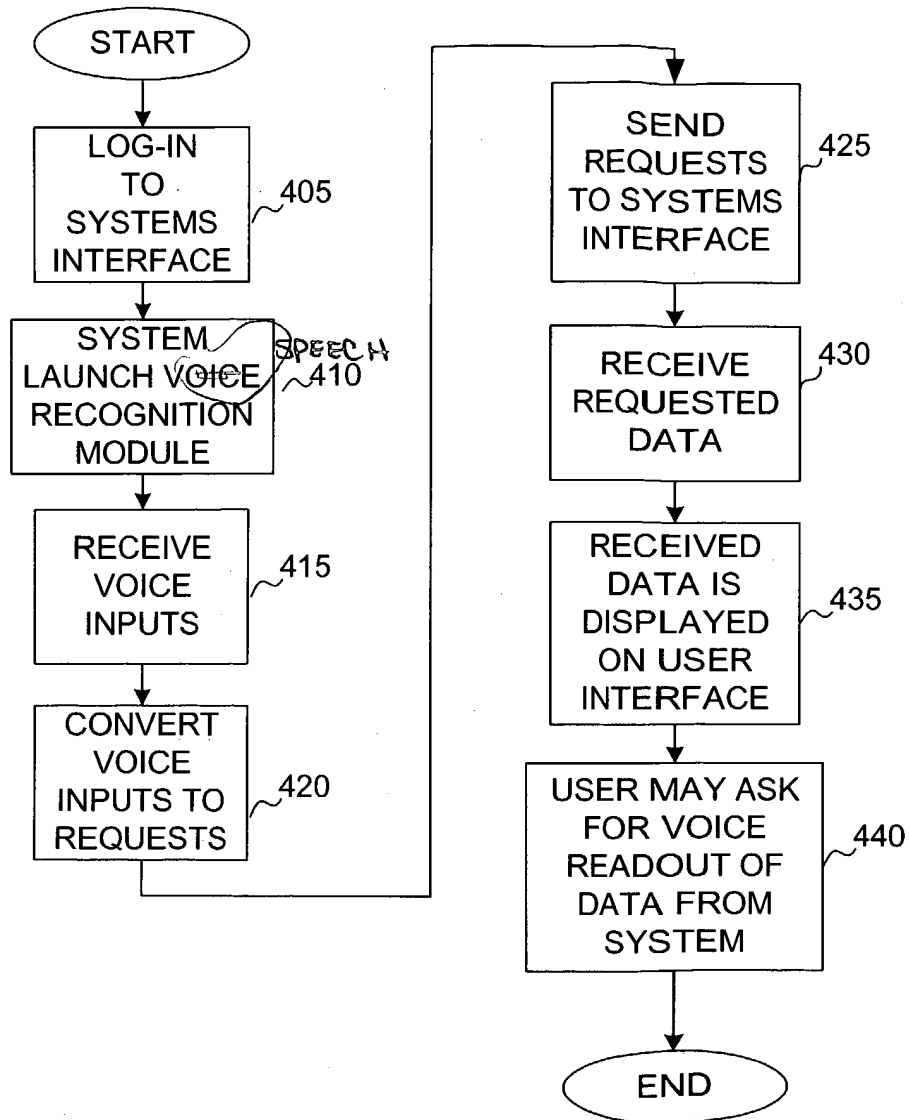 START
LOG-IN
TO
SYSTEMS
INTERFACE
405
SYSTEM
LAUNCH VOICE
RECOGNITION
MODULE
SPEECH
410
RECEIVE
VOICE
INPUTS
415
CONVERT
VOICE
INPUTS TO
REQUESTS
420
SEND
REQUESTS
TO SYSTEMS
INTERFACE
425
RECEIVE
REQUESTED
DATA
430
RECEIVED
DATA IS
DISPLAYED
ON USER
INTERFACE
435
USER MAY ASK
FOR VOICE
READOUT OF
DATA FROM
SYSTEM
440
END